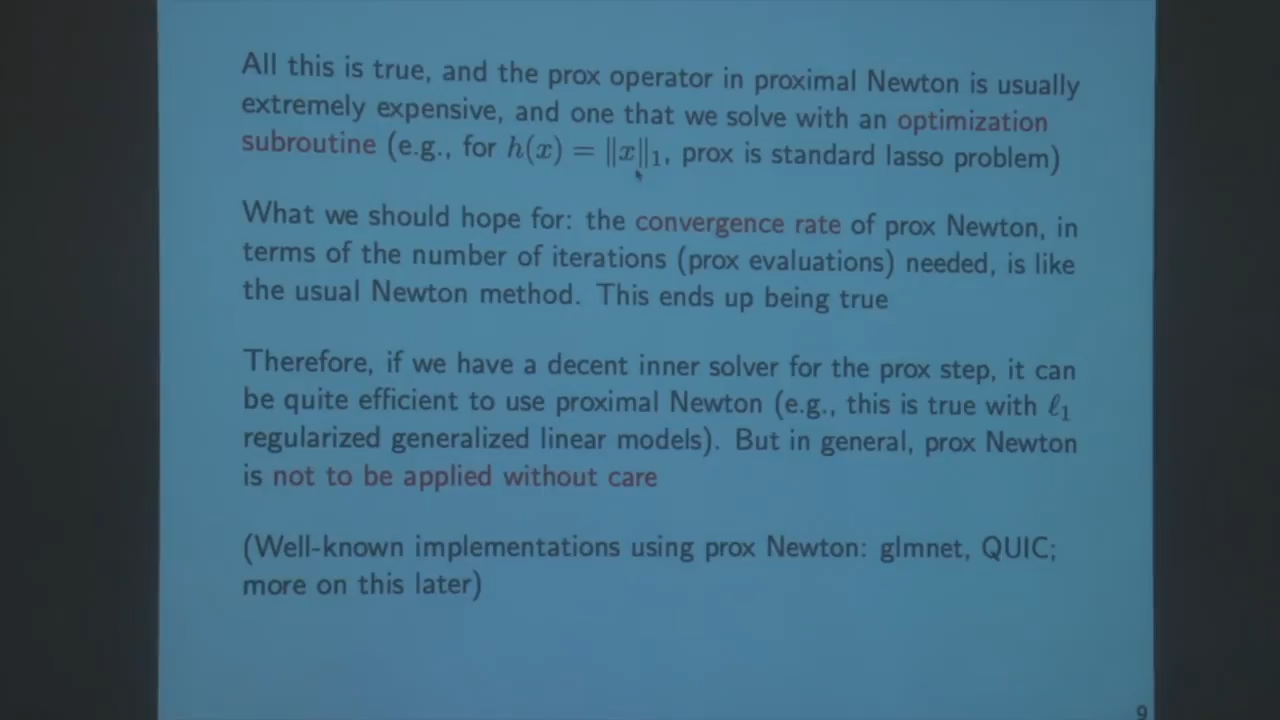 All this is true, and the prox operator in proximal Newton is usually
extremely expensive, and one that we solve with an optimization
subroutine (e.g., for h(x) = ‖x‖₁, prox is standard lasso problem)
What we should hope for: the convergence rate of prox Newton, in
terms of the number of iterations (prox evaluations) needed, is like
the usual Newton method. This ends up being true
Therefore, if we have a decent inner solver for the prox step, it can
be quite efficient to use proximal Newton (e.g., this is true with ℓ₁
regularized generalized linear models). But in general, prox Newton
is not to be applied without care
(Well-known implementations using prox Newton: glmnet, QUIC;
more on this later)
9